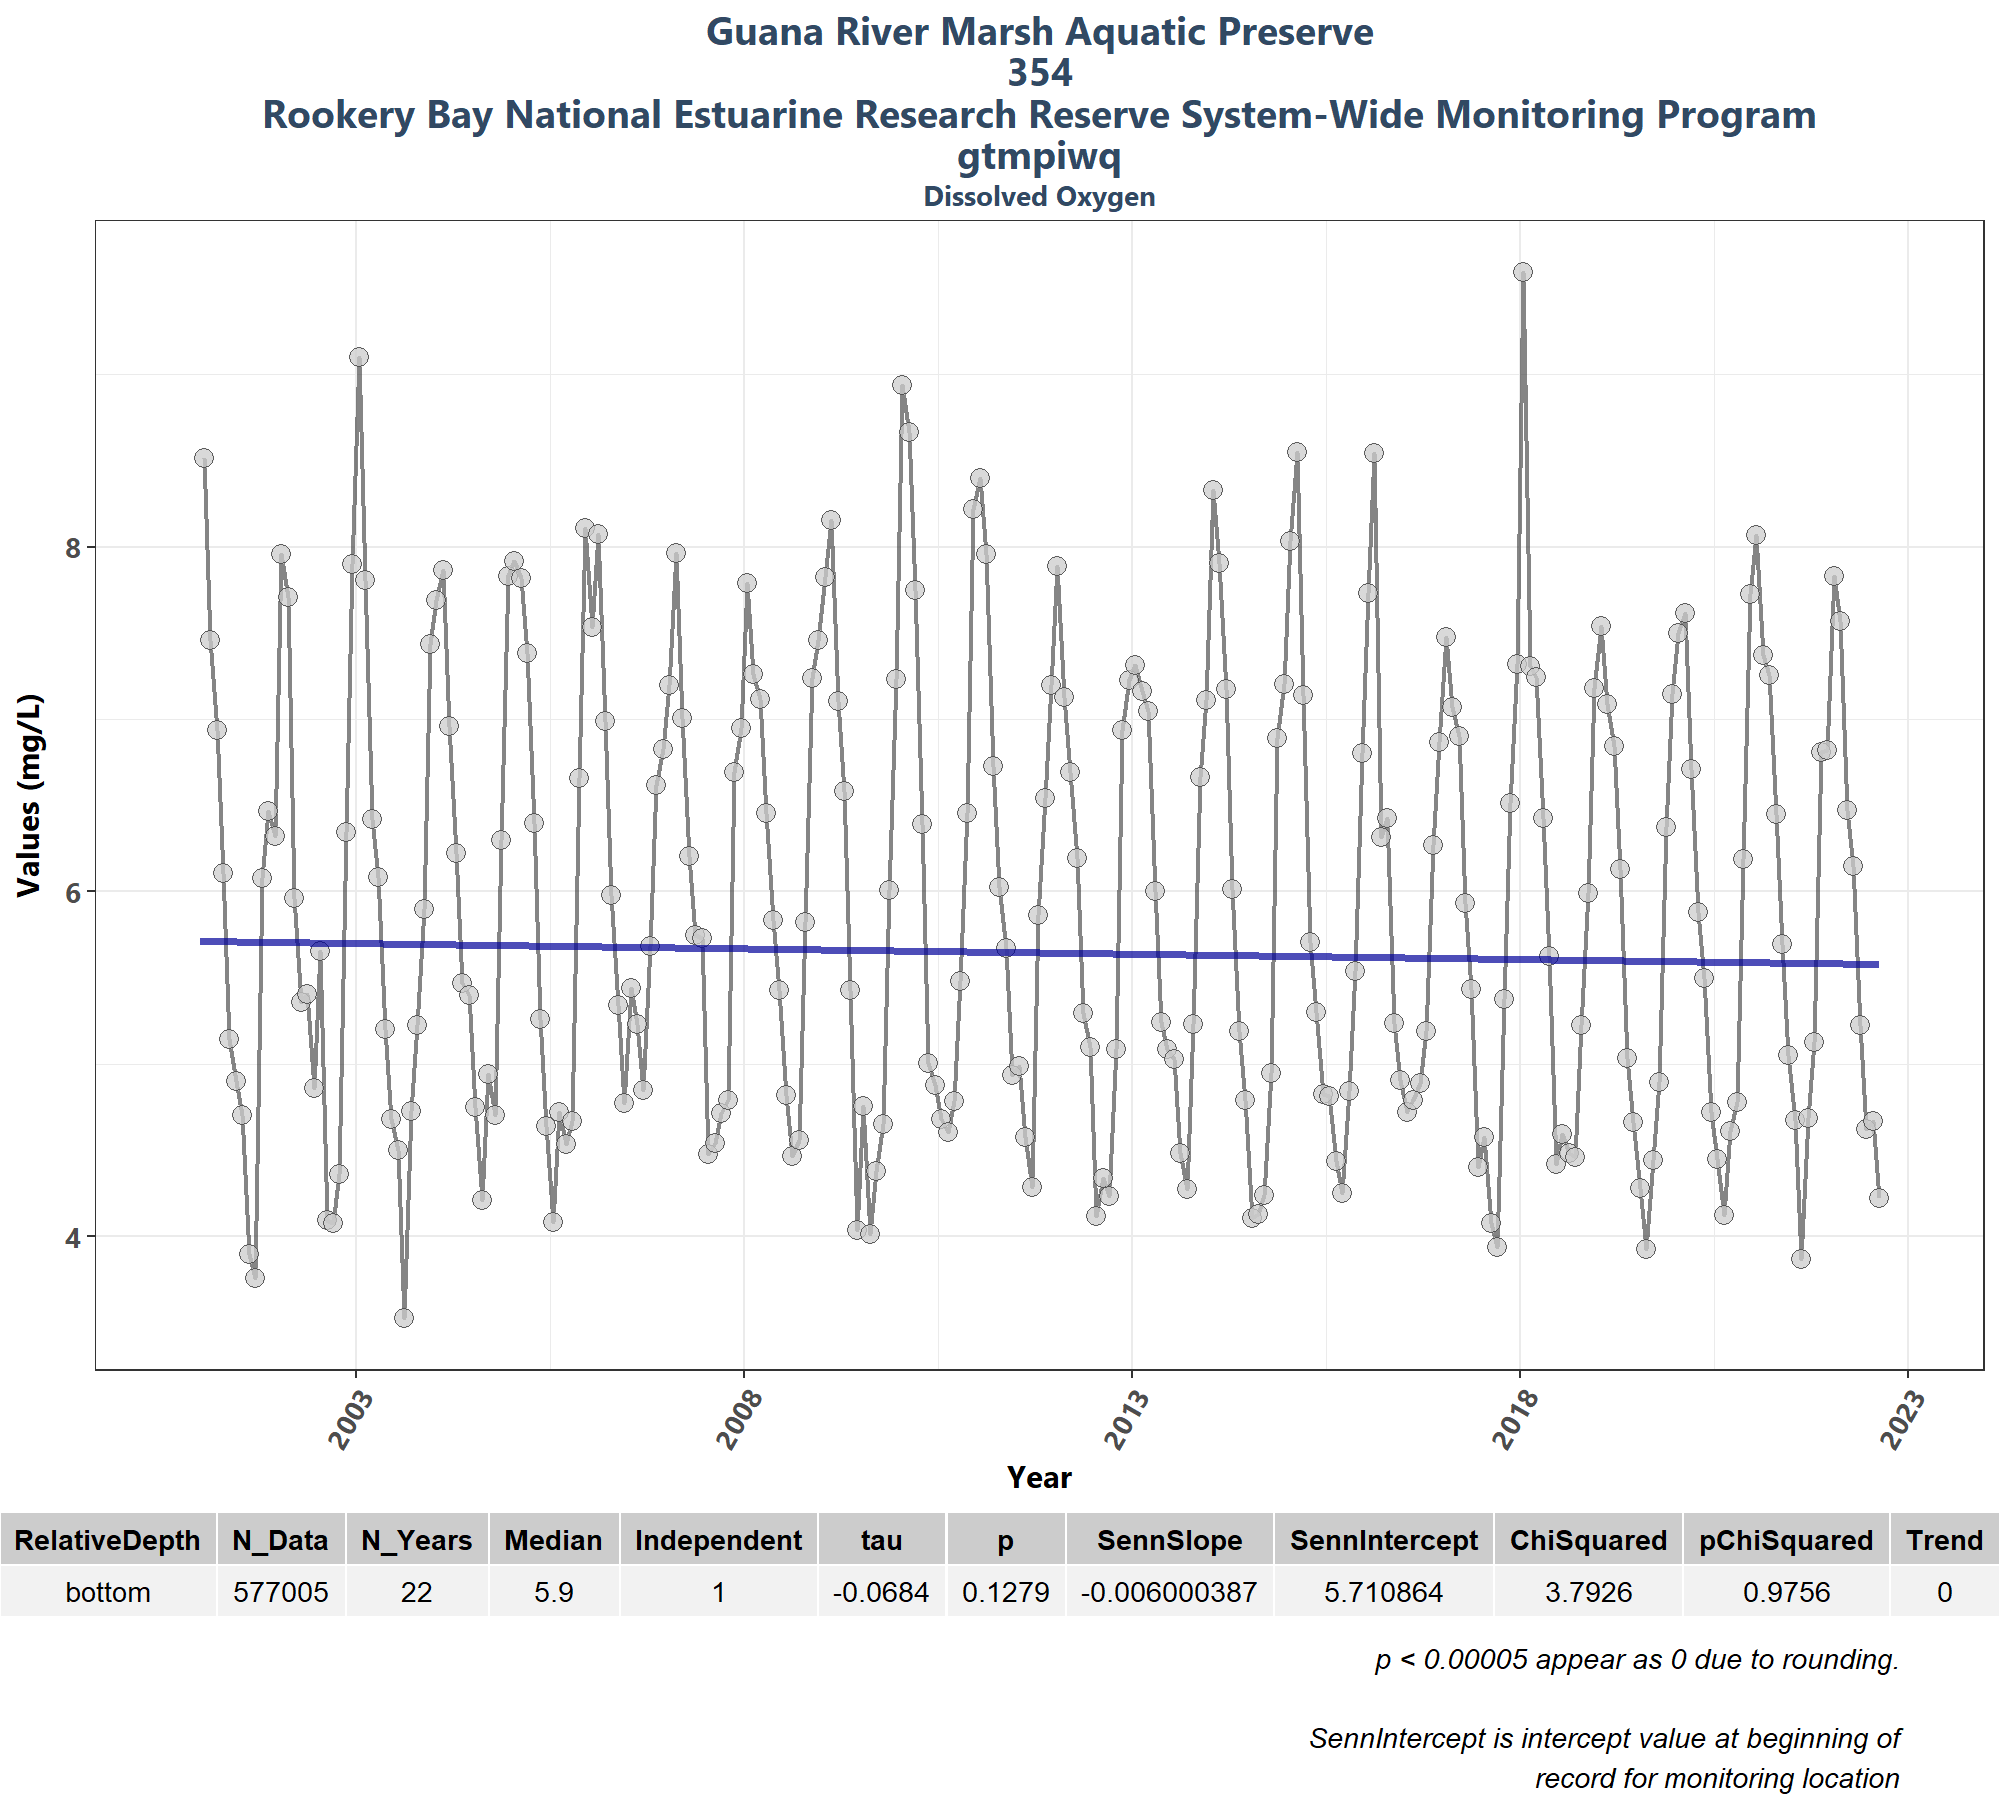 Guana River Marsh Aquatic Preserve
354
Rookery Bay National Estuarine Research Reserve System-Wide Monitoring Program
gtmpiwq
Dissolved Oxygen
Values (mg/L)
8
6
4
2003
2008
2013
2018
2023
Year
RelativeDepth N_Data N_Years Median Independent tau p SennSlope SennIntercept ChiSquared pChiSquared Trend
bottom 577005 22 5.9 1 -0.0684 0.1279 -0.006000387 5.710864 3.7926 0.9756 0
p < 0.00005 appear as 0 due to rounding.
SennIntercept is intercept value at beginning of
record for monitoring location